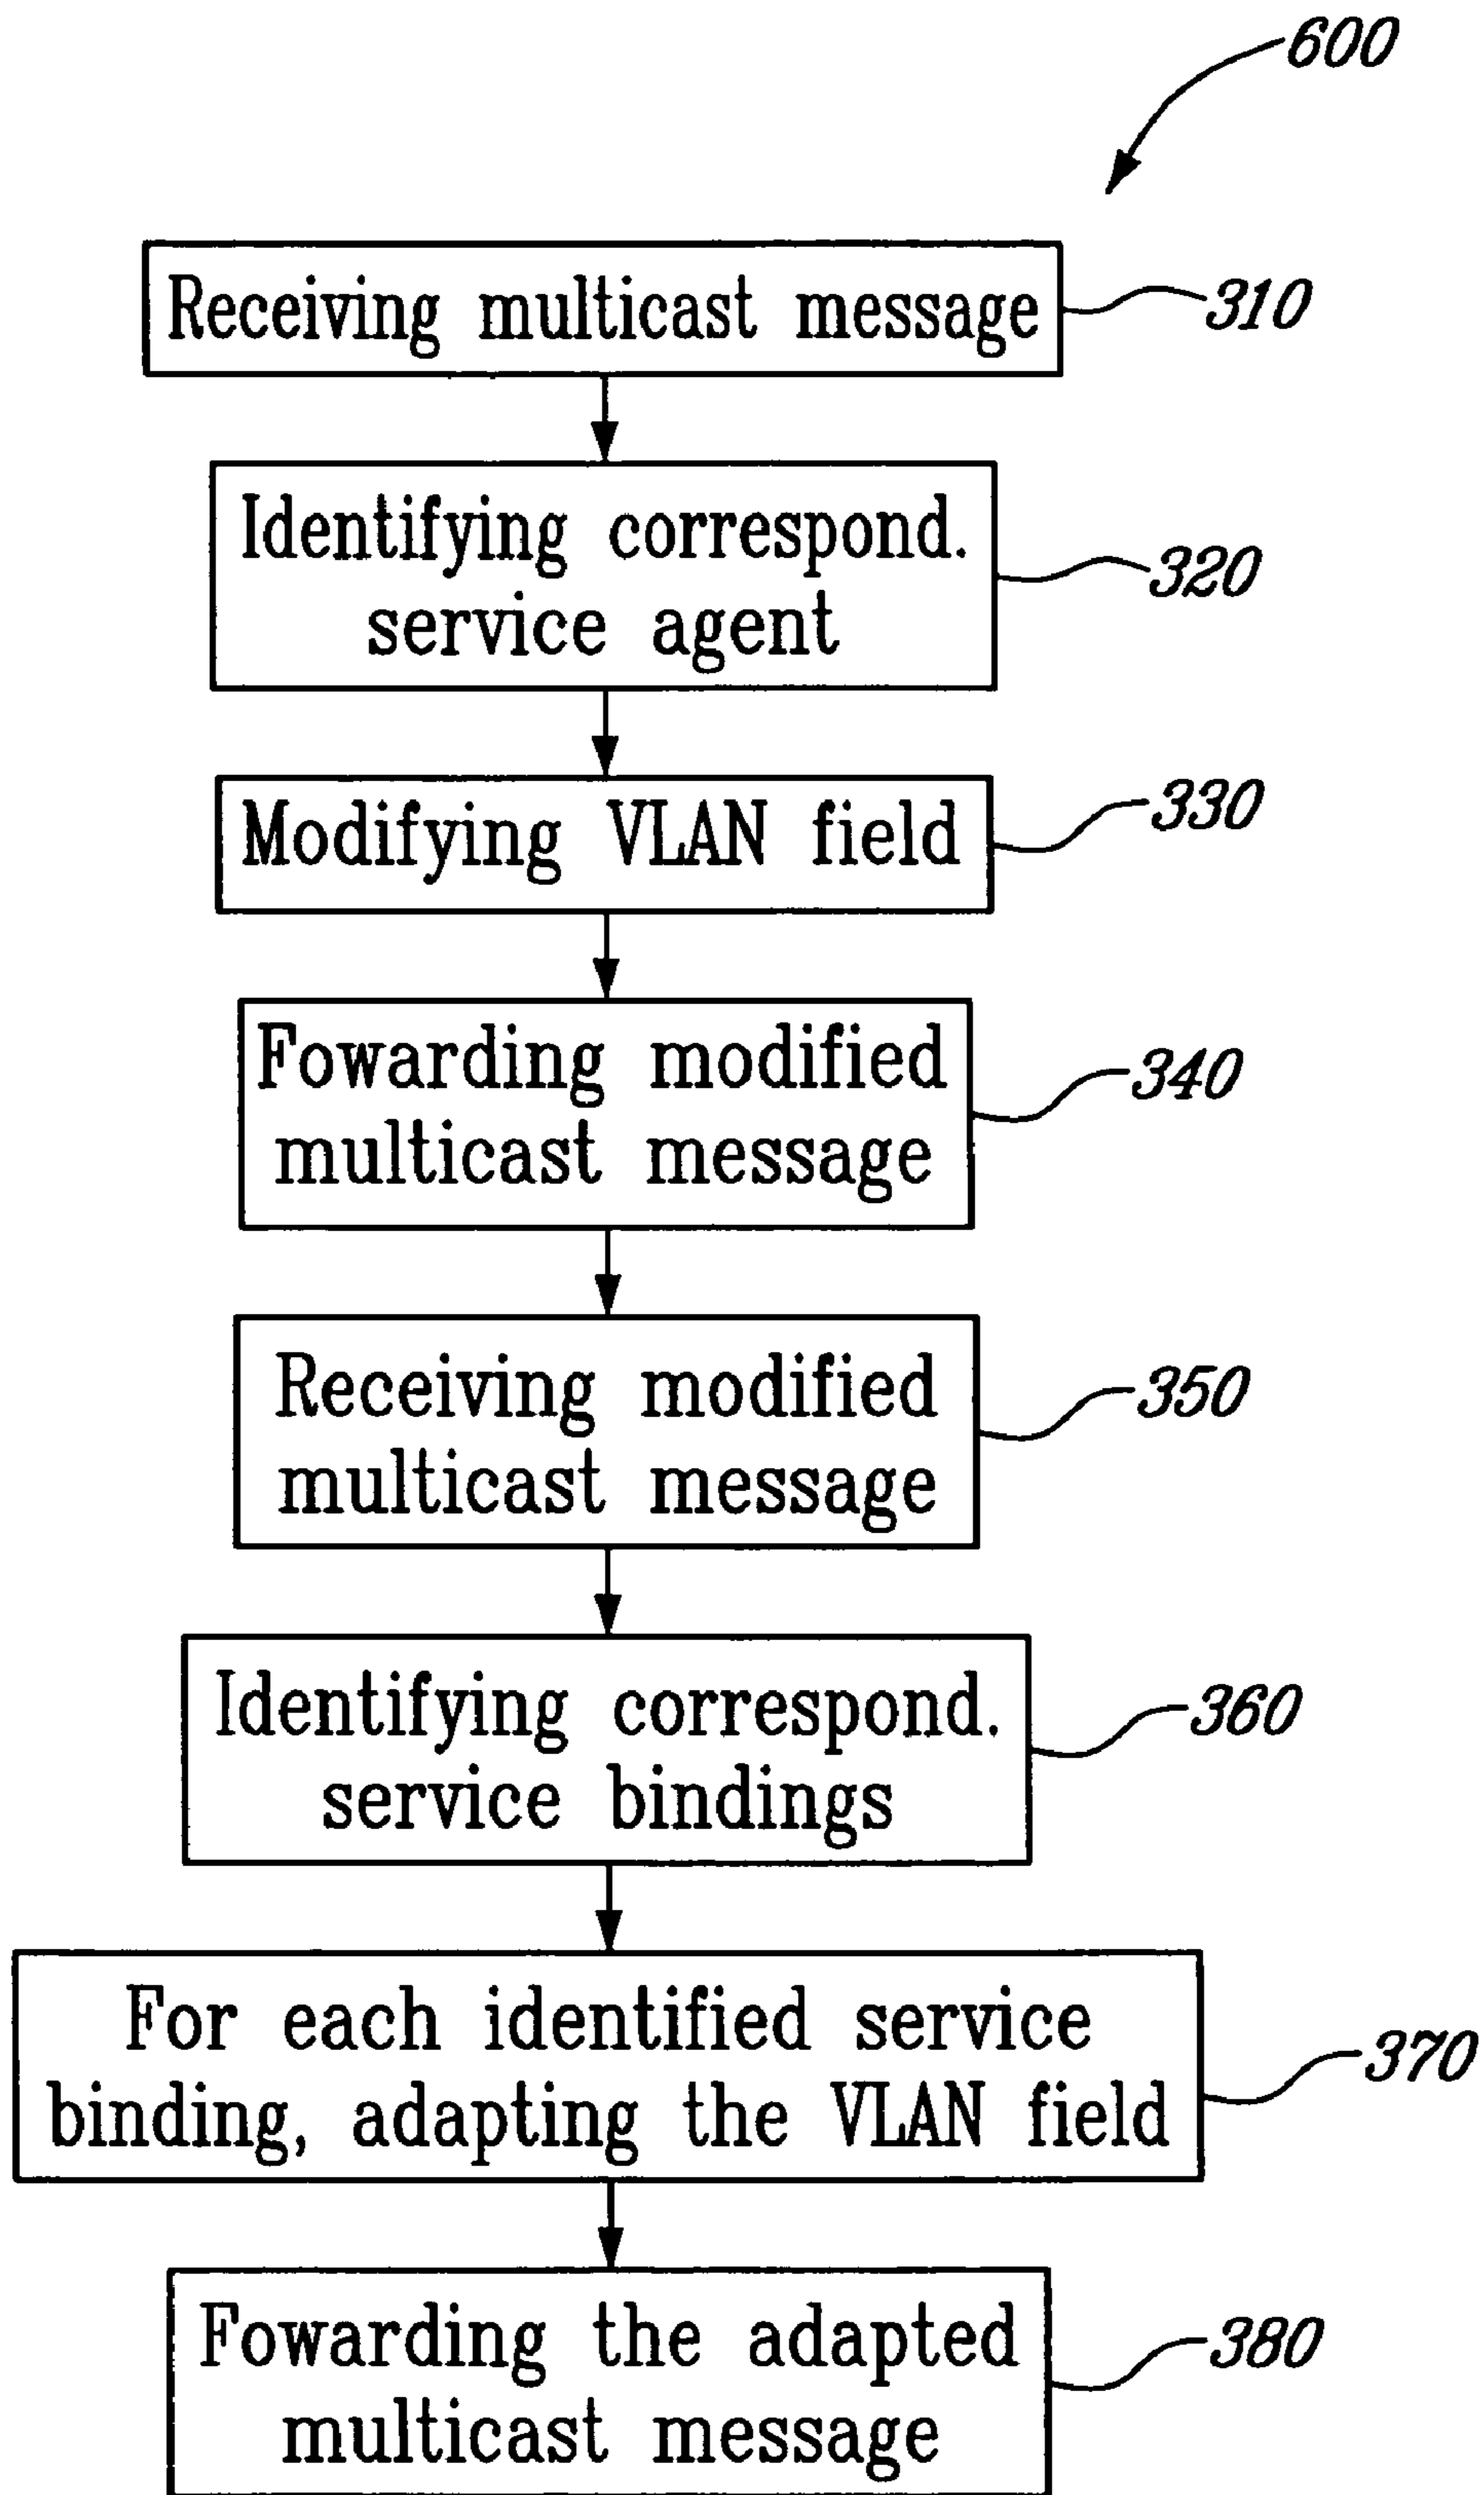 600
Receiving multicast message
310
Identifying correspond.
service agent
320
Modifying VLAN field
330
Fowarding modified
multicast message
340
Receiving modified
multicast message
350
Identifying correspond.
service bindings
360
For each identified service
binding, adapting the VLAN field
370
Fowarding the adapted
multicast message
380